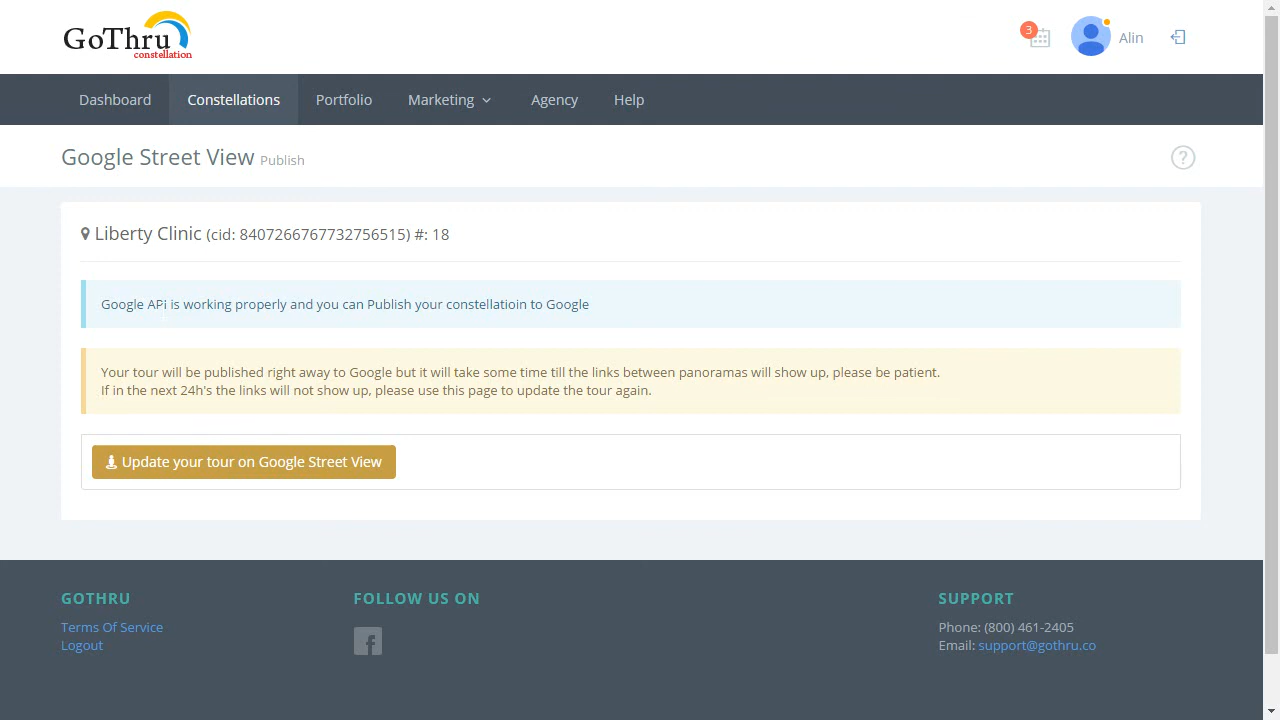 GoThru
constellation
3
Alin
Dashboard
Constellations
Portfolio
Marketing
Agency
Help
Google Street View Publish
?
Liberty Clinic (cid: 8407266767732756515) #: 18
Google APi is working properly and you can Publish your constellatioin to Google
Your tour will be published right away to Google but it will take some time till the links between panoramas will show up, please be patient.
If in the next 24h's the links will not show up, please use this page to update the tour again.
Update your tour on Google Street View
GOTHRU
Terms Of Service
Logout
FOLLOW US ON
f
SUPPORT
Phone: (800) 461-2405
Email: support@gothru.co